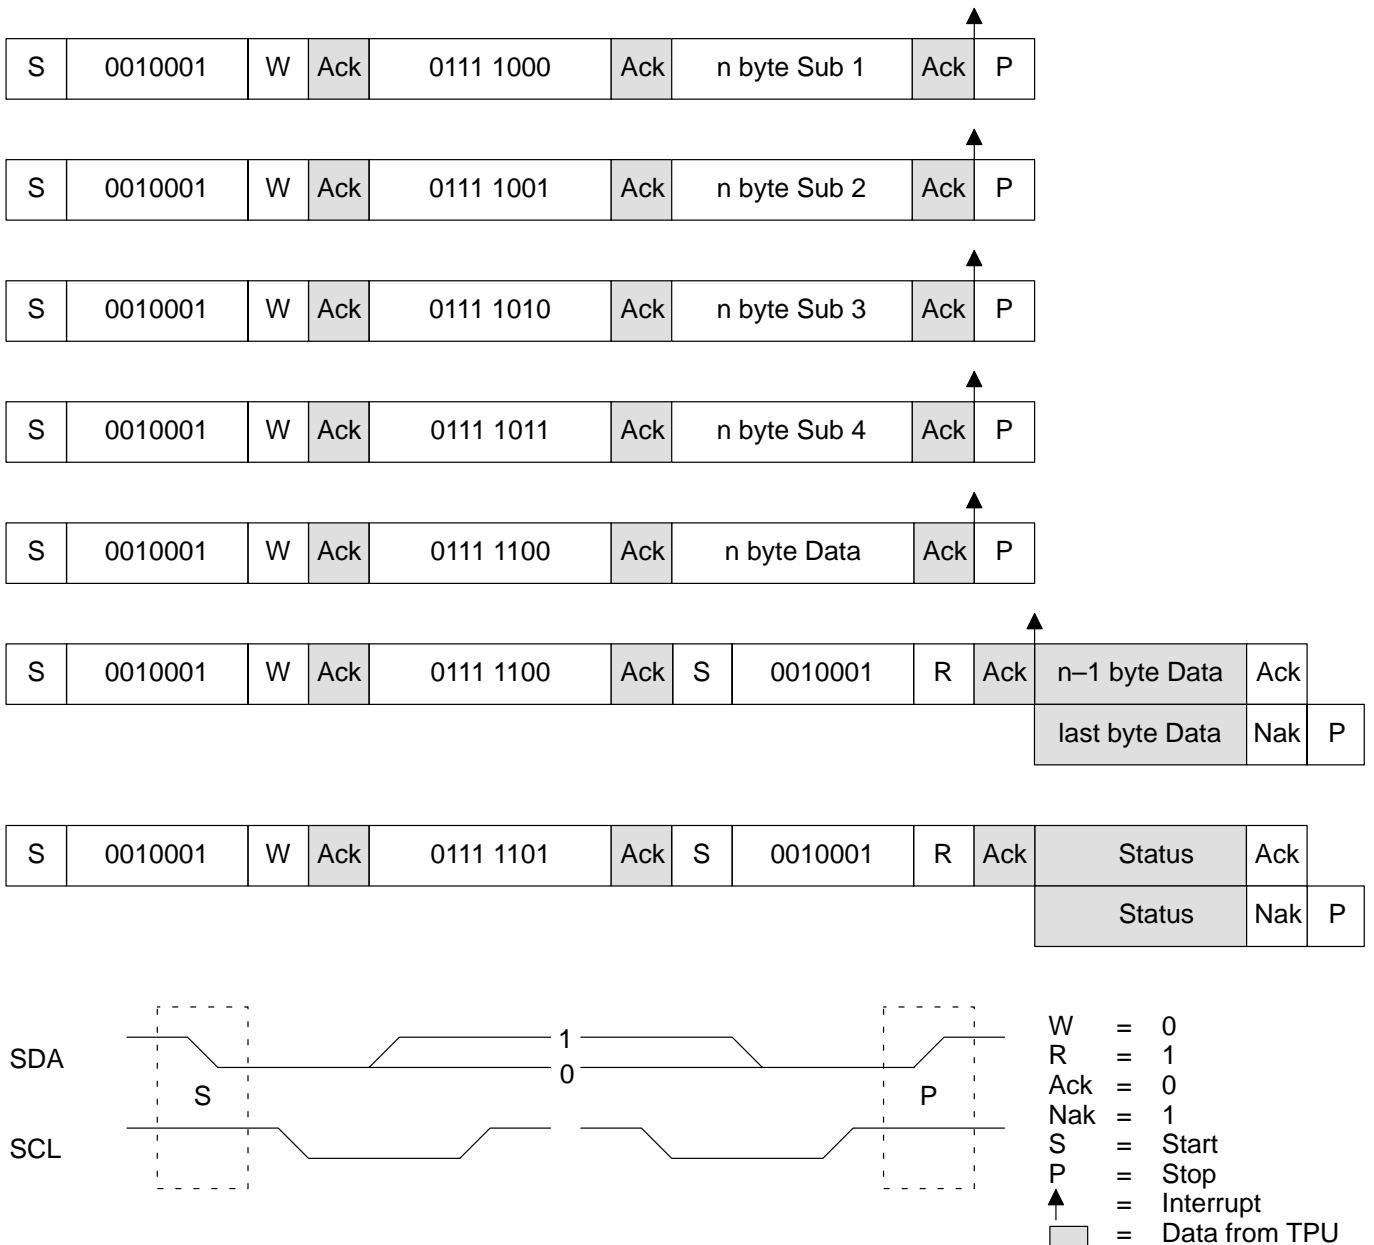 S 0010001 W Ack 0111 1000 Ack n byte Sub 1 Ack P
S 0010001 W Ack 0111 1001 Ack n byte Sub 2 Ack P
S 0010001 W Ack 0111 1010 Ack n byte Sub 3 Ack P
S 0010001 W Ack 0111 1011 Ack n byte Sub 4 Ack P
S 0010001 W Ack 0111 1100 Ack n byte Data Ack P
S 0010001 W Ack 0111 1100 Ack S 0010001 R Ack n–1 byte Data Ack
last byte Data Nak P
S 0010001 W Ack 0111 1101 Ack S 0010001 R Ack Status Ack
Status Nak P
SDA 1
0
S P
SCL
W = 0
R = 1
Ack = 0
Nak = 1
S = Start
P = Stop
= Interrupt
= Data from TPU